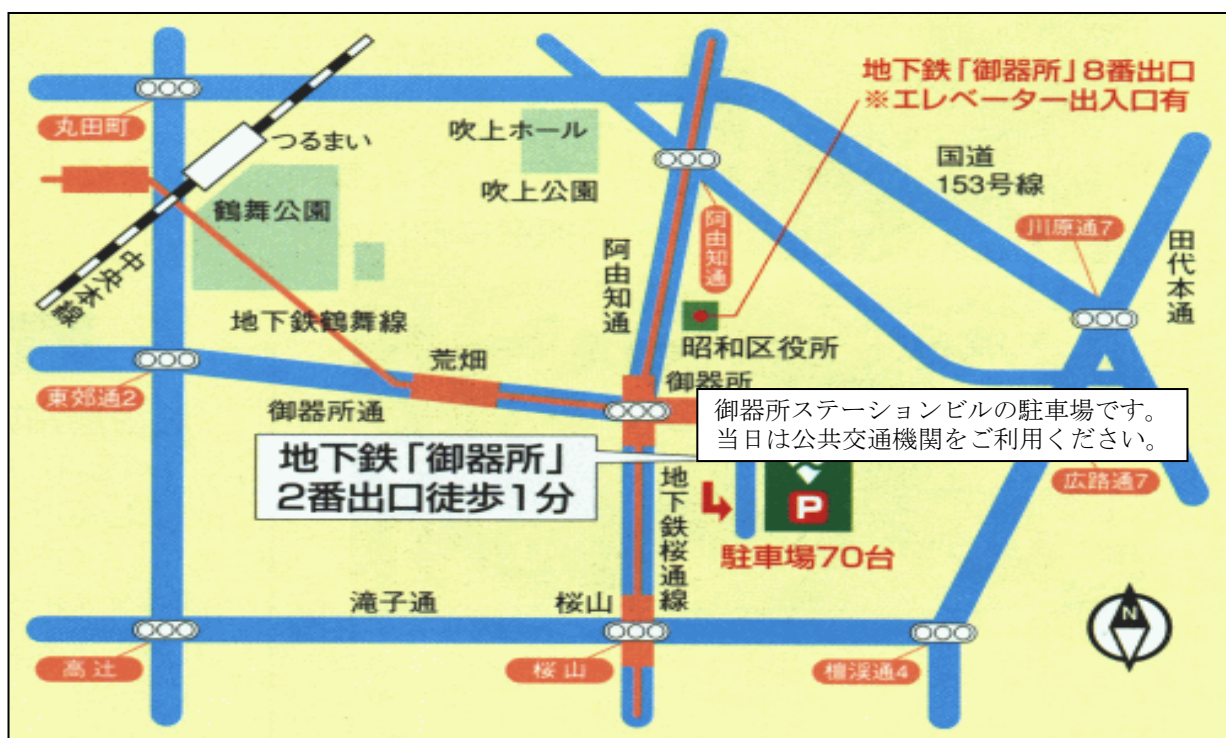 地下鉄「御器所」8番出口
※エレベーター出入口有
丸田町
つるまい
吹上ホール
吹上公園
国道
153号線
鶴舞公園
阿由知通
川原通7
田代本通
中央本線
阿由知通
地下鉄鶴舞線
昭和区役所
荒畑
御器所
東郊通2
御器所通
御器所ステーションビルの駐車場です。
当日は公共交通機関をご利用ください。
地下鉄「御器所」
2番出口徒歩1分
広路通7
地下鉄桜通線
P
駐車場70台
滝子通
桜山
N
高辻
桜山
檀渓通4